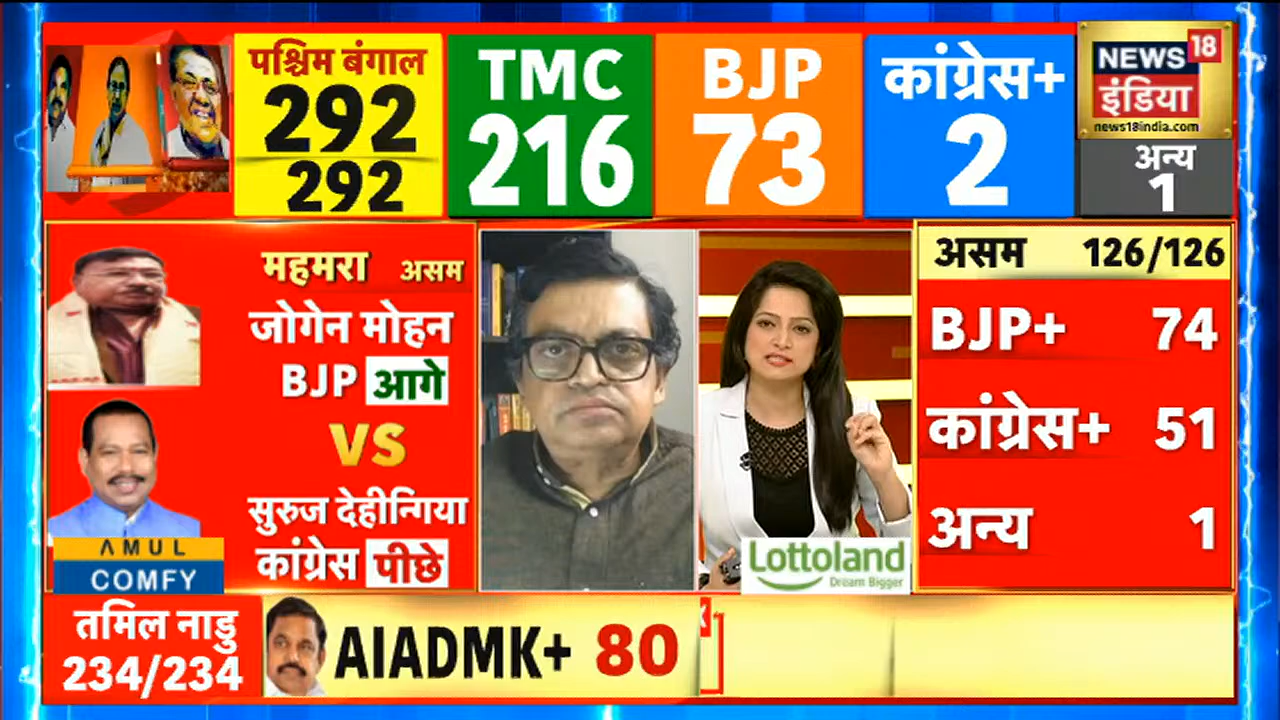 पश्चिम बंगाल
292
292
TMC
216
BJP
73
कांग्रेस+
2
NEWS 18
इंडिया
news18india.com
अन्य
1
महमरा असम
जोगेन मोहन
BJP आगे
VS
सुरुज देहीन्गिया
कांग्रेस पीछे
AMUL
COMFY
Lottoland
Dream Bigger
असम 126/126
BJP+ 74
कांग्रेस+ 51
अन्य 1
तमिल नाडु
234/234
AIADMK+ 80